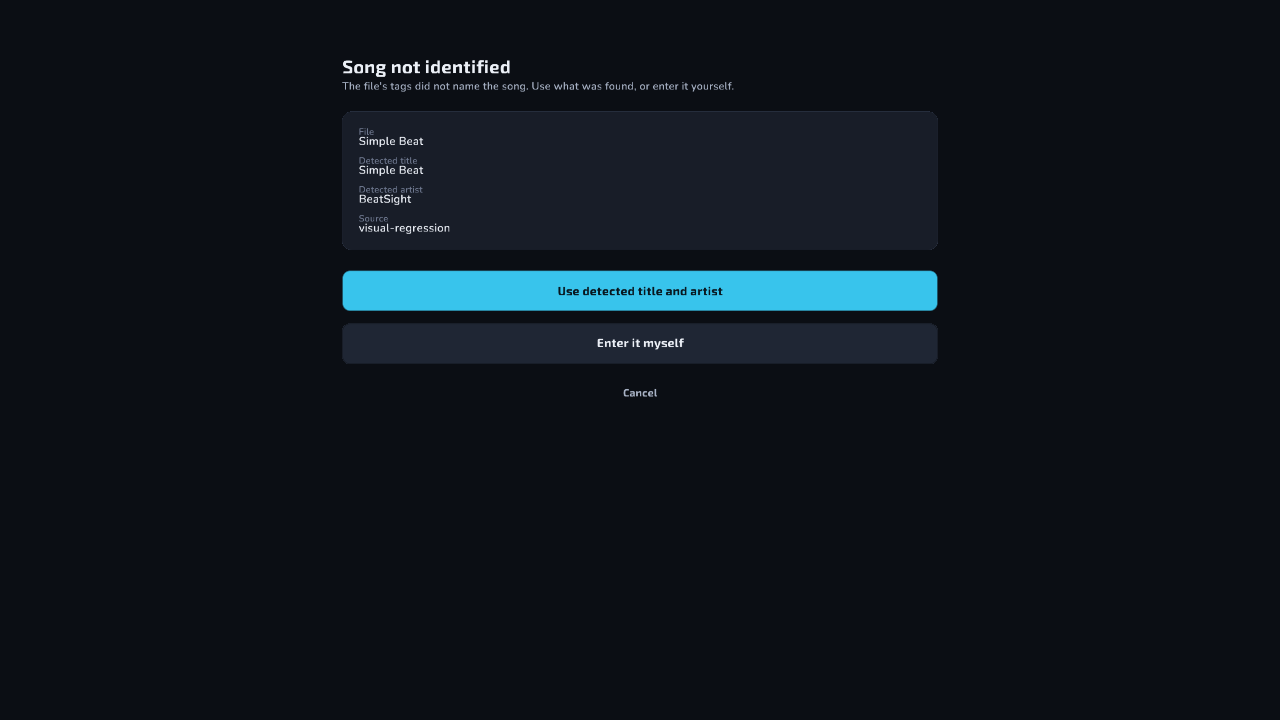 Song not identified
The file's tags did not name the song. Use what was found, or enter it yourself.
File
Simple Beat
Detected title
Simple Beat
Detected artist
BeatSight
Source
visual-regression
Use detected title and artist
Enter it myself
Cancel